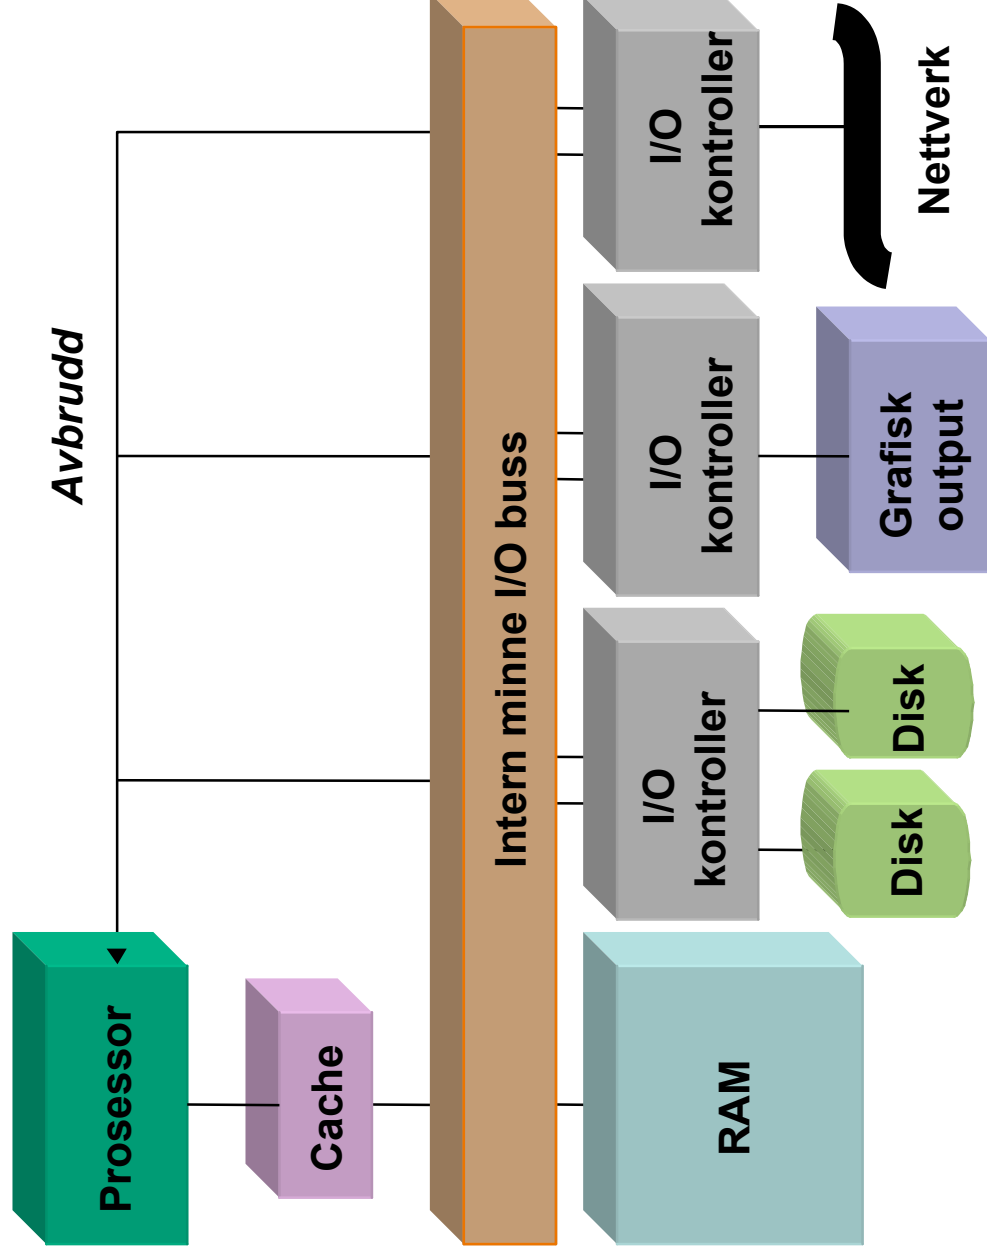 Avbrudd
Prosessor
Cache
Intern minne I/O buss
RAM
I/O
kontroller
I/O
kontroller
I/O
kontroller
Disk
Disk
Grafisk
output
Nettverk